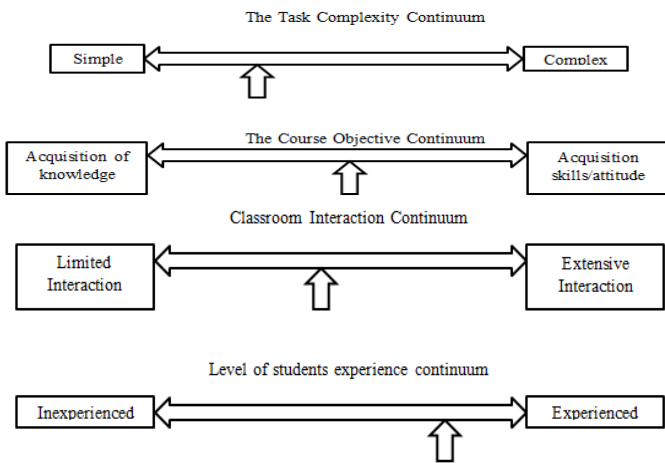 The Task Complexity Continuum
Simple
Complex
The Course Objective Continuum
Acquisition of
knowledge
Acquisition
skills/attitude
Classroom Interaction Continuum
Limited
Interaction
Extensive
Interaction
Level of students experience continuum
Inexperienced
Experienced